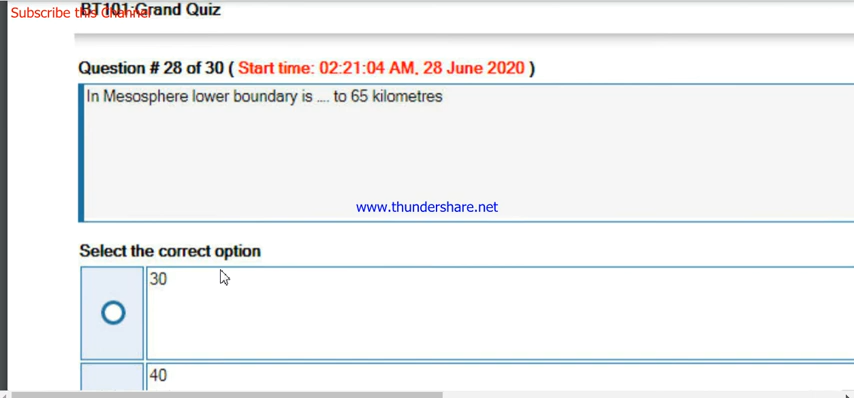 Subscribe this Channel
BT101:Grand Quiz
Question # 28 of 30 ( Start time: 02:21:04 AM, 28 June 2020 )
In Mesosphere lower boundary is .... to 65 kilometres
www.thundershare.net
Select the correct option
30
40